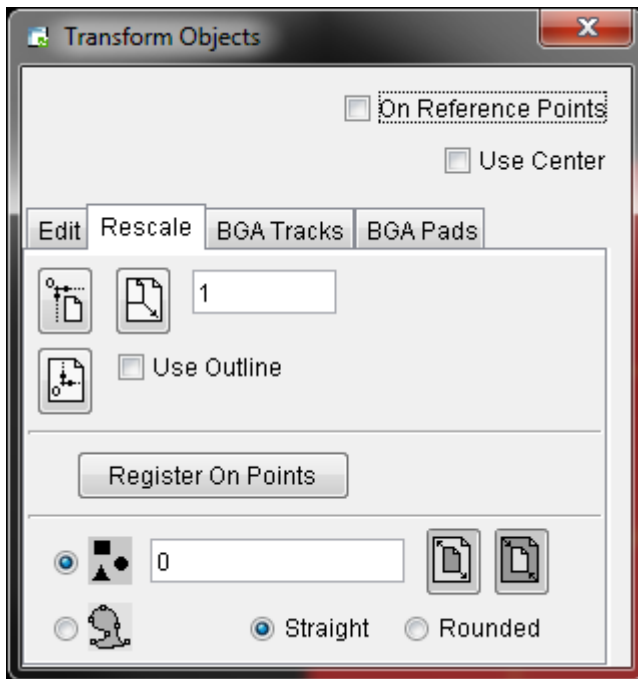 Transform Objects
On Reference Points
Use Center
Edit Rescale BGA Tracks BGA Pads
1
Use Outline
Register On Points
0
Straight Rounded